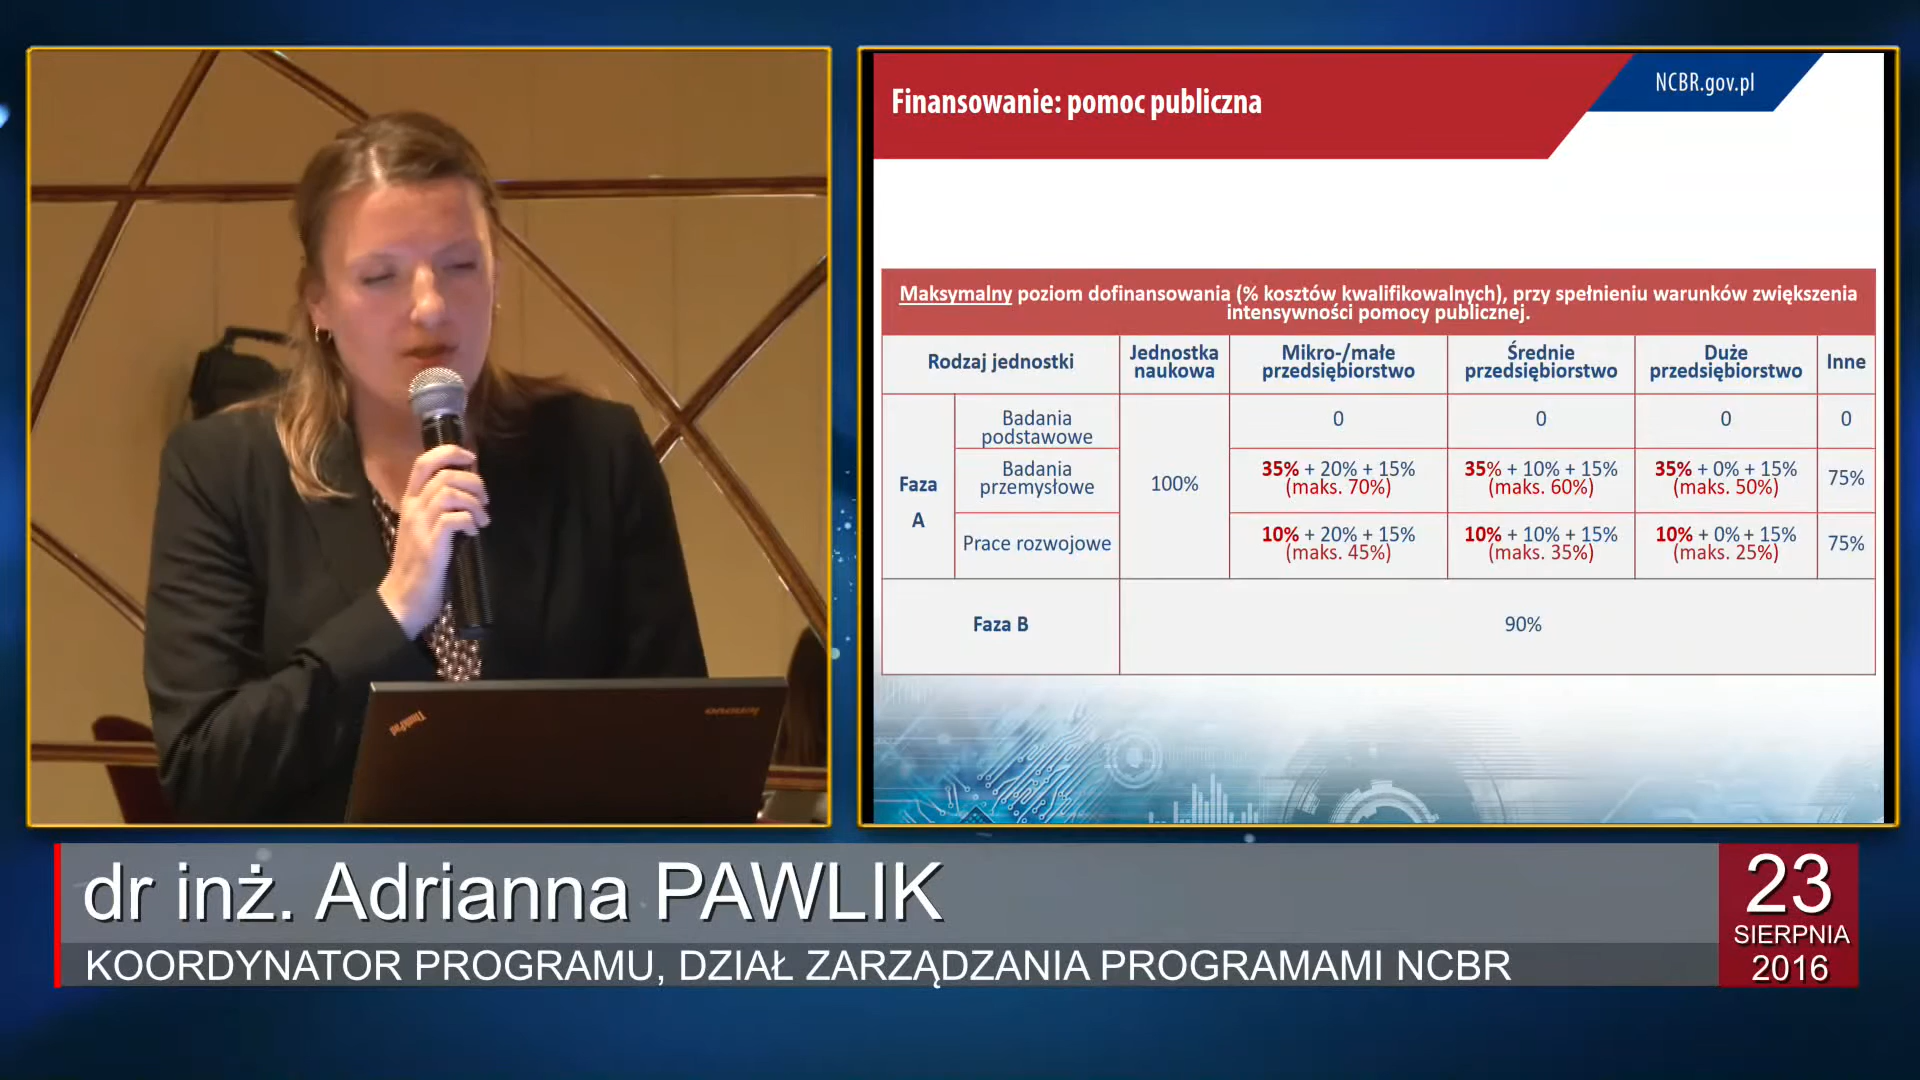 Finansowanie: pomoc publiczna
NCBR.gov.pl
Maksymalny poziom dofinansowania (% kosztów kwalifikowalnych), przy spełnieniu warunków zwiększenia
intensywności pomocy publicznej.
Rodzaj jednostki
Jednostka
naukowa
Mikro-/małe
przedsiębiorstwo
Średnie
przedsiębiorstwo
Duże
przedsiębiorstwo
Inne
Faza
A
Badania
podstawowe
100%
0
0
0
0
Badania
przemysłowe
35% + 20% + 15%
(maks. 70%)
35% + 10% + 15%
(maks. 60%)
35% + 0% + 15%
(maks. 50%)
75%
Prace rozwojowe
10% + 20% + 15%
(maks. 45%)
10% + 10% + 15%
(maks. 35%)
10% + 0% + 15%
(maks. 25%)
75%
Faza B
90%
ThinkPad
lenovo
dr inż. Adrianna PAWLIK
KOORDYNATOR PROGRAMU, DZIAŁ ZARZĄDZANIA PROGRAMAMI NCBR
23
SIERPNIA
2016